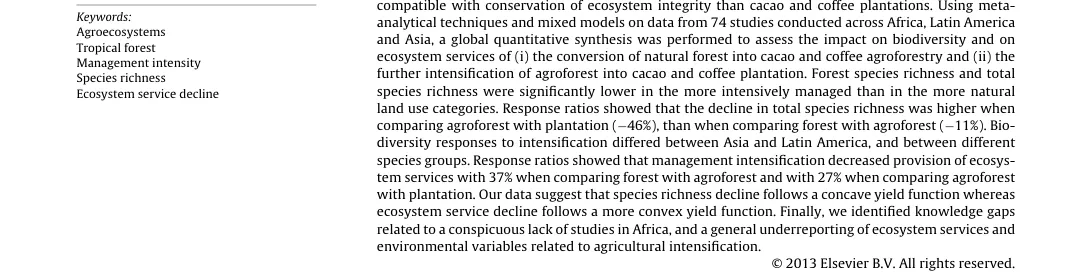 Keywords:
Agroecosystems
Tropical forest
Management intensity
Species richness
Ecosystem service decline
compatible with conservation of ecosystem integrity than cacao and coffee plantations. Using meta-
analytical techniques and mixed models on data from 74 studies conducted across Africa, Latin America
and Asia, a global quantitative synthesis was performed to assess the impact on biodiversity and on
ecosystem services of (i) the conversion of natural forest into cacao and coffee agroforestry and (ii) the
further intensification of agroforest into cacao and coffee plantation. Forest species richness and total
species richness were significantly lower in the more intensively managed than in the more natural
land use categories. Response ratios showed that the decline in total species richness was higher when
comparing agroforest with plantation (−46%), than when comparing forest with agroforest (−11%). Bio-
diversity responses to intensification differed between Asia and Latin America, and between different
species groups. Response ratios showed that management intensification decreased provision of ecosys-
tem services with 37% when comparing forest with agroforest and with 27% when comparing agroforest
with plantation. Our data suggest that species richness decline follows a concave yield function whereas
ecosystem service decline follows a more convex yield function. Finally, we identified knowledge gaps
related to a conspicuous lack of studies in Africa, and a general underreporting of ecosystem services and
environmental variables related to agricultural intensification.
© 2013 Elsevier B.V. All rights reserved.